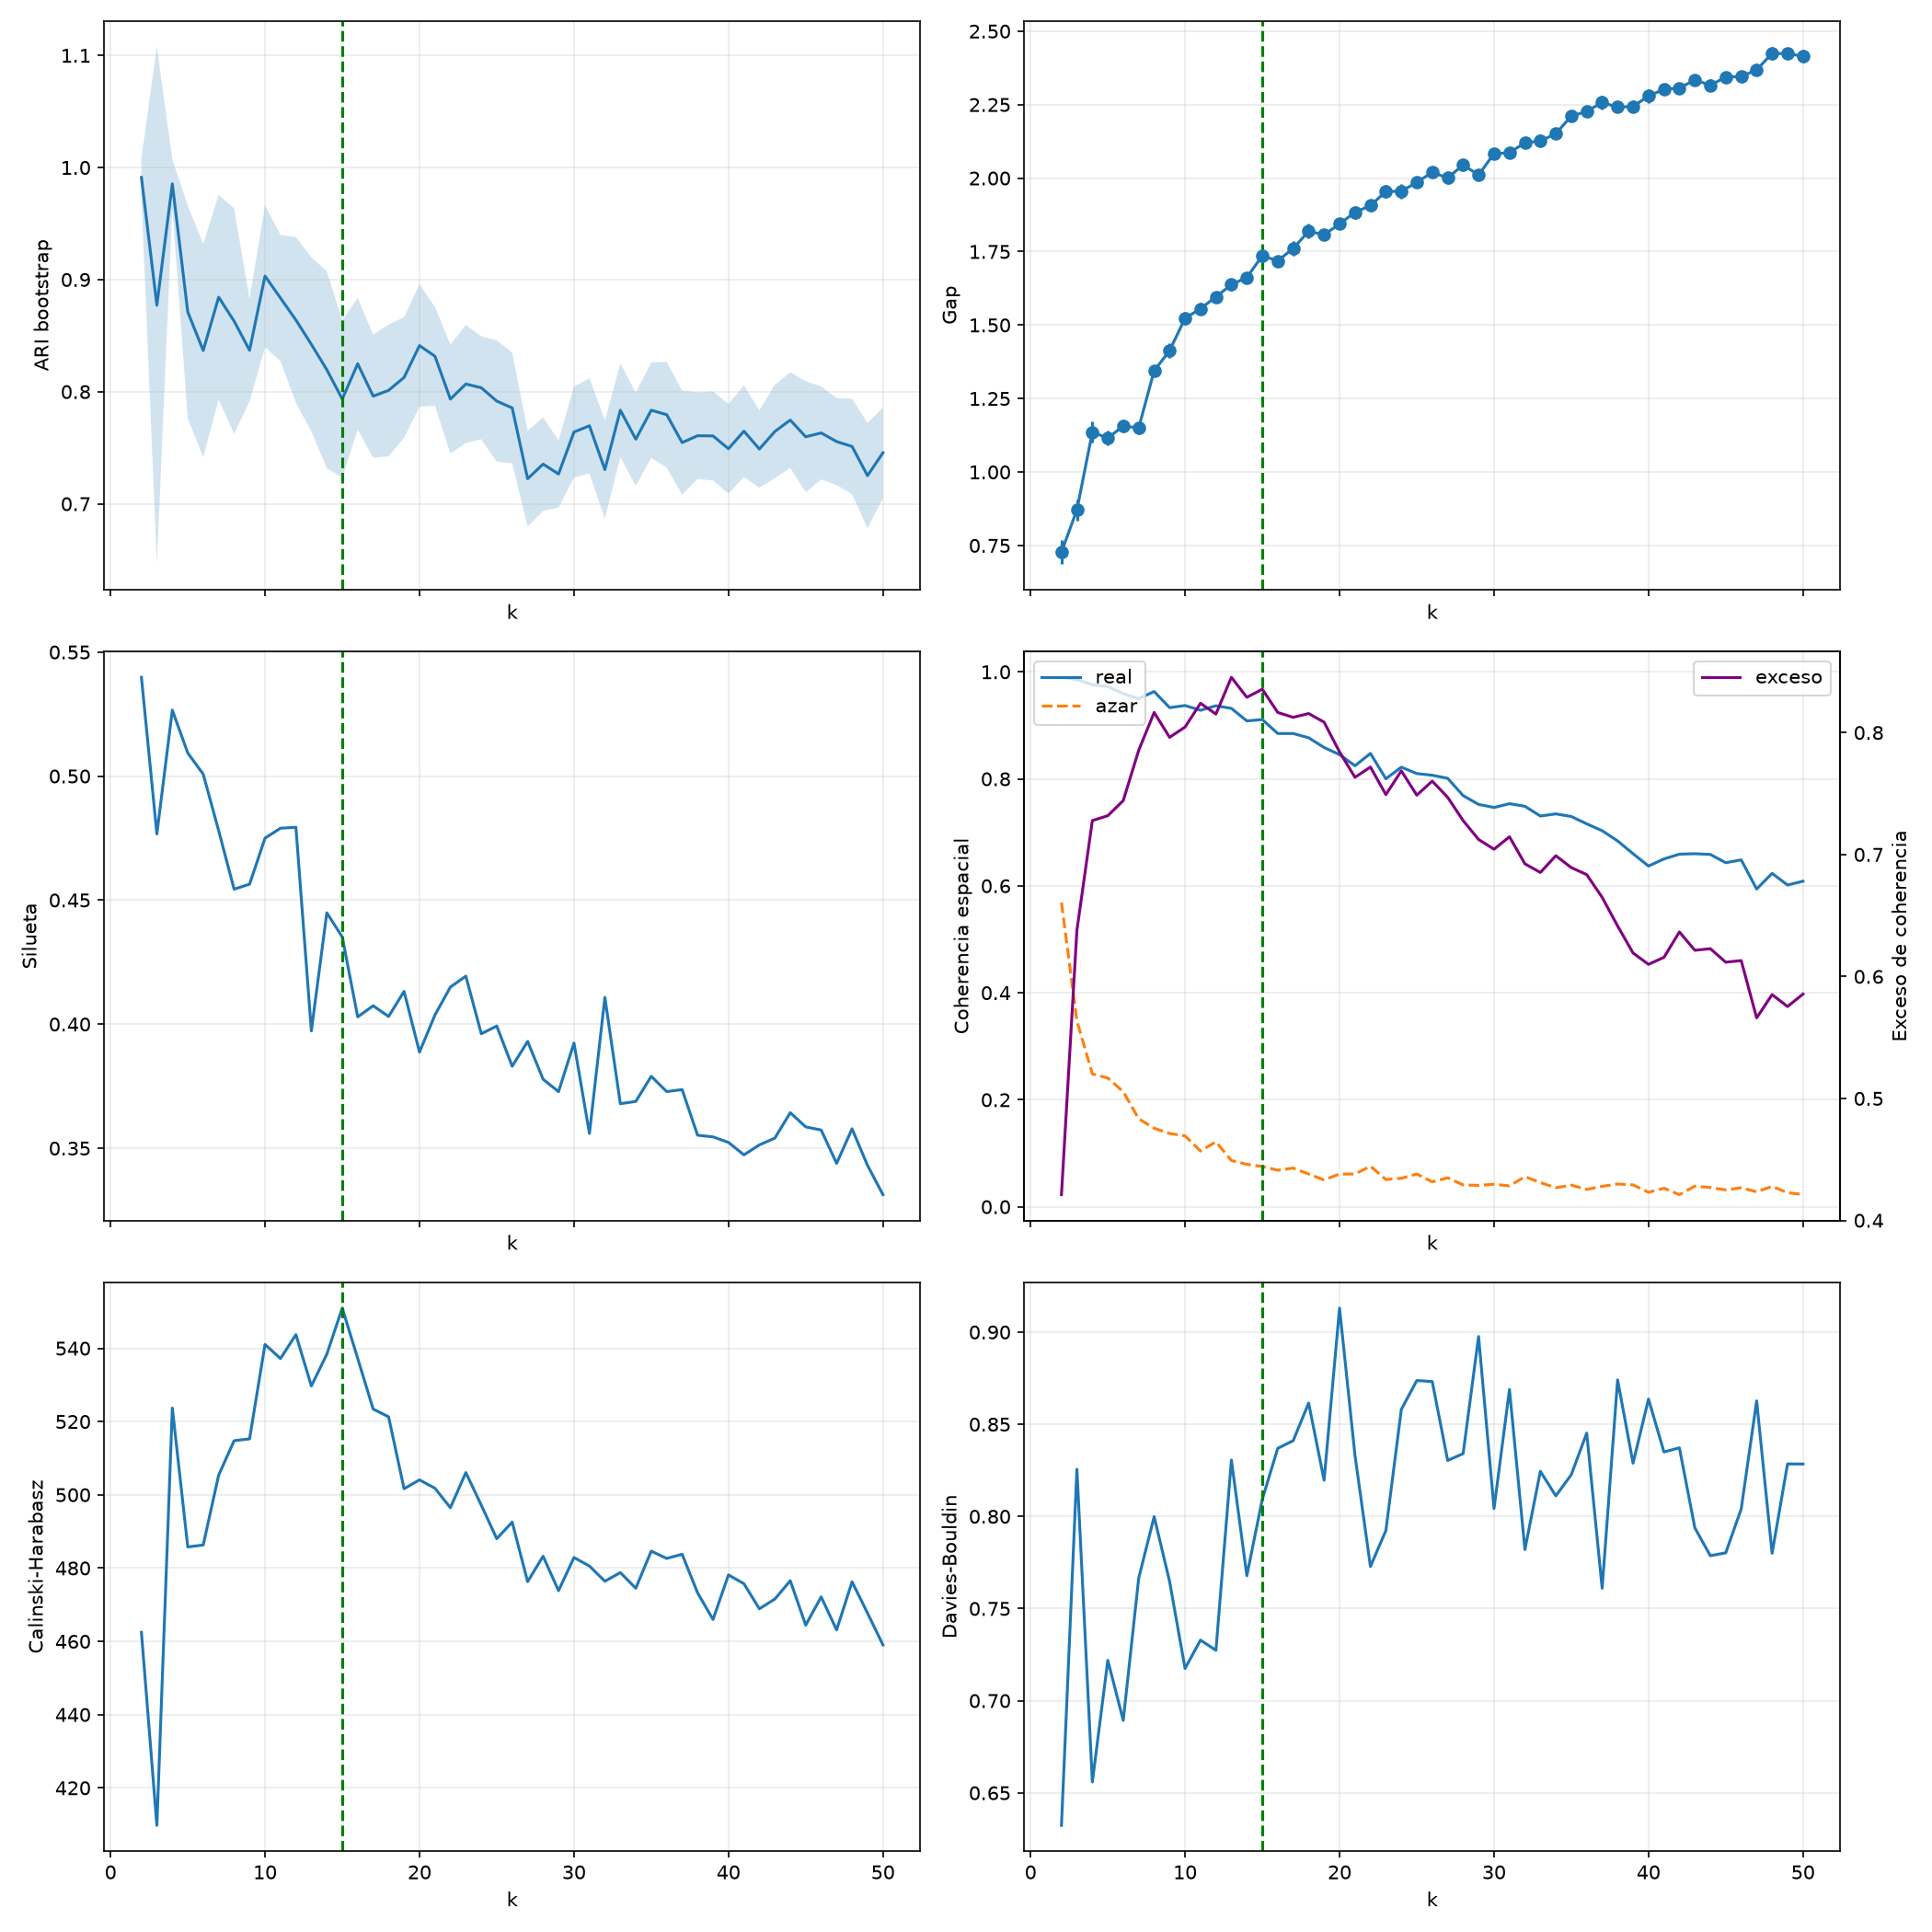 1.1
1.0
0.9
0.8
0.7
ARI bootstrap
k
2.50
2.25
2.00
1.75
1.50
1.25
1.00
0.75
Gap
k
0.55
0.50
0.45
0.40
0.35
Silueta
k
1.0
0.8
0.6
0.4
0.2
0.0
Coherencia espacial
real
azar
exceso
0.8
0.7
0.6
0.5
0.4
Exceso de coherencia
k
540
520
500
480
460
440
420
Calinski-Harabasz
0 10 20 30 40 50
k
0.90
0.85
0.80
0.75
0.70
0.65
Davies-Bouldin
0 10 20 30 40 50
k